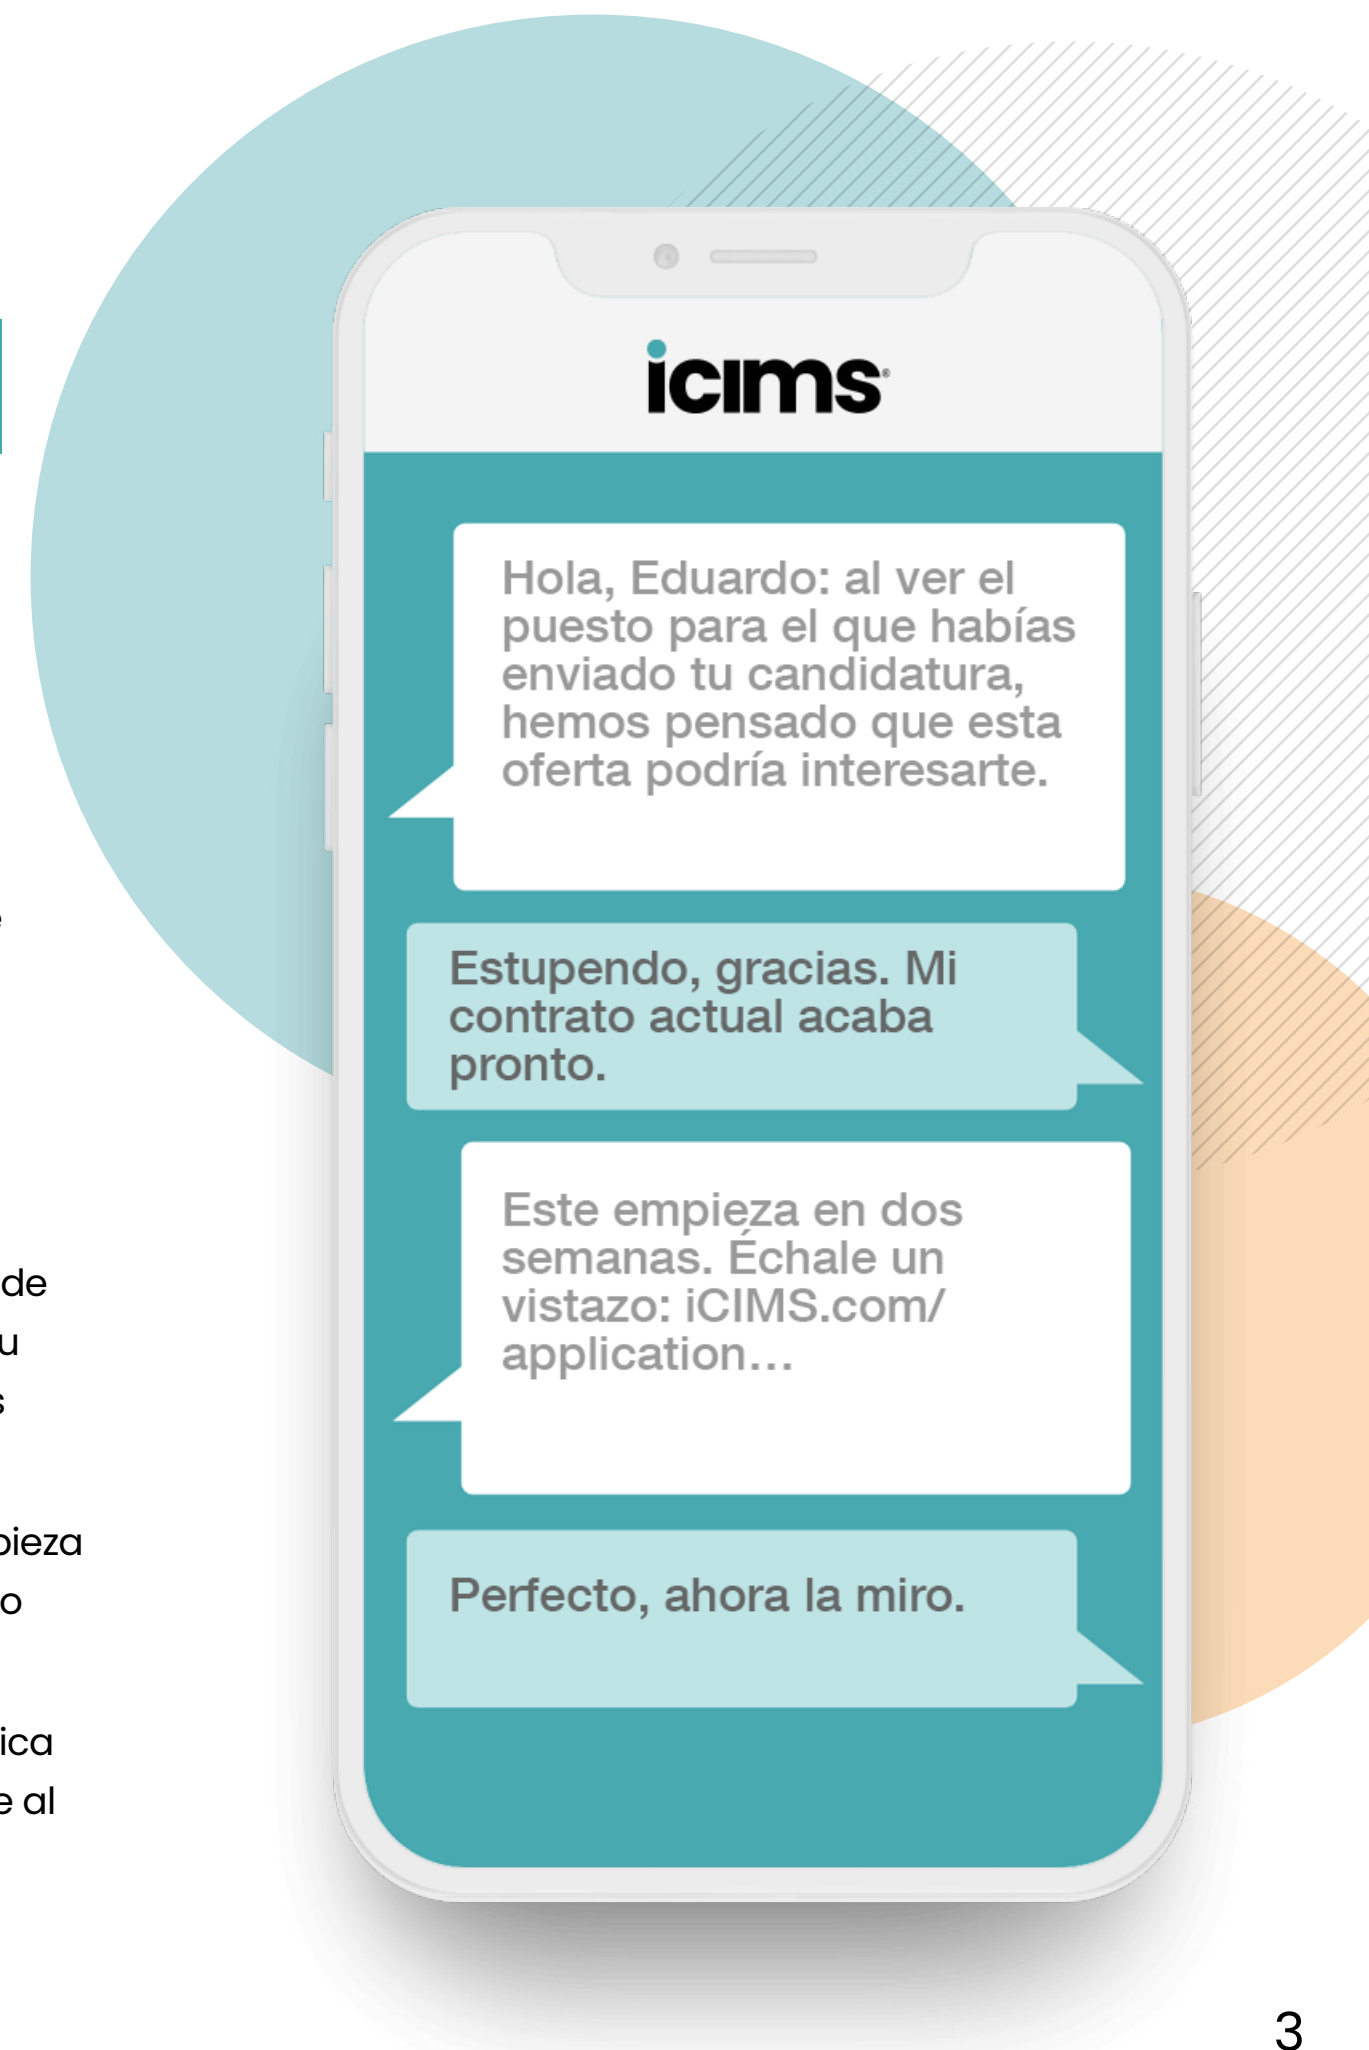 icims
Hola, Eduardo: al ver el
puesto para el que habías
enviado tu candidatura,
hemos pensado que esta
oferta podría interesarte.
Estupendo, gracias. Mi
contrato actual acaba
pronto.
Este empieza en dos
semanas. Échale un
vistazo: iCIMS.com/
application...
Perfecto, ahora la miro.
de
al
3